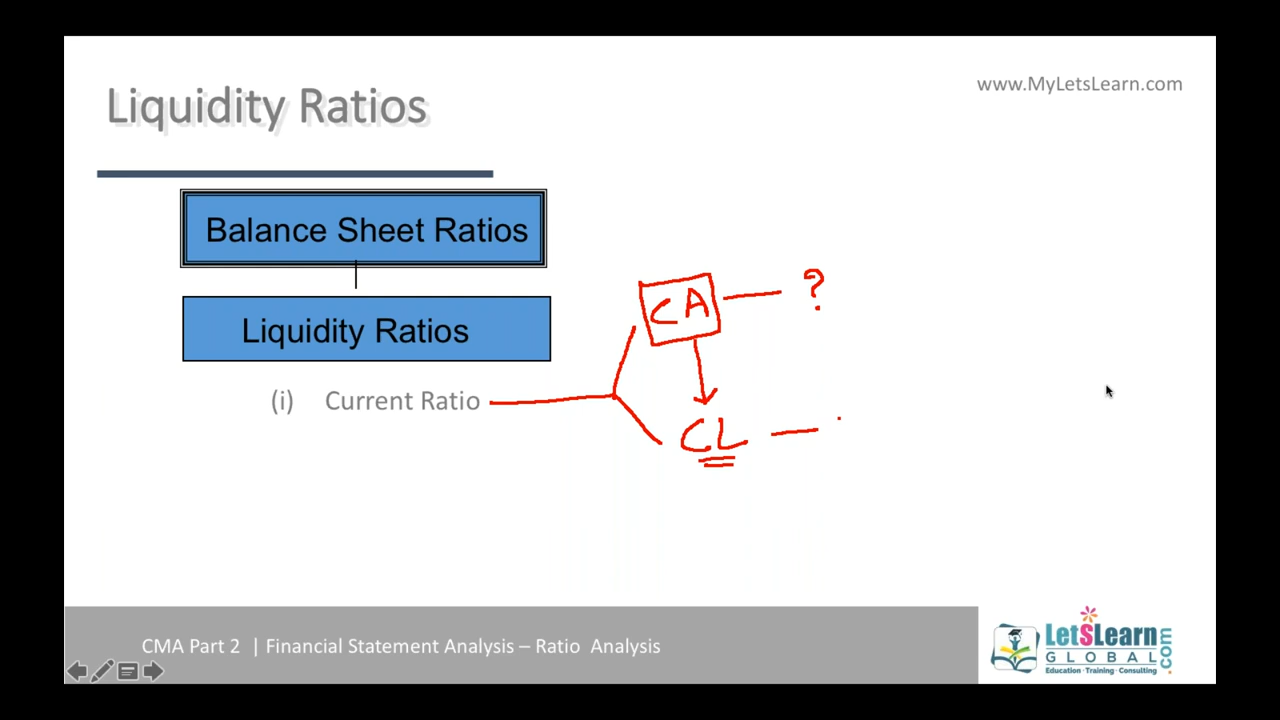 Liquidity Ratios
www.MyLetsLearn.com
Balance Sheet Ratios
Liquidity Ratios
(i) Current Ratio
CA — ?
CL —
CMA Part 2 | Financial Statement Analysis – Ratio Analysis
LetSLearn
GLOBAL
.com
Education · Training · Consulting